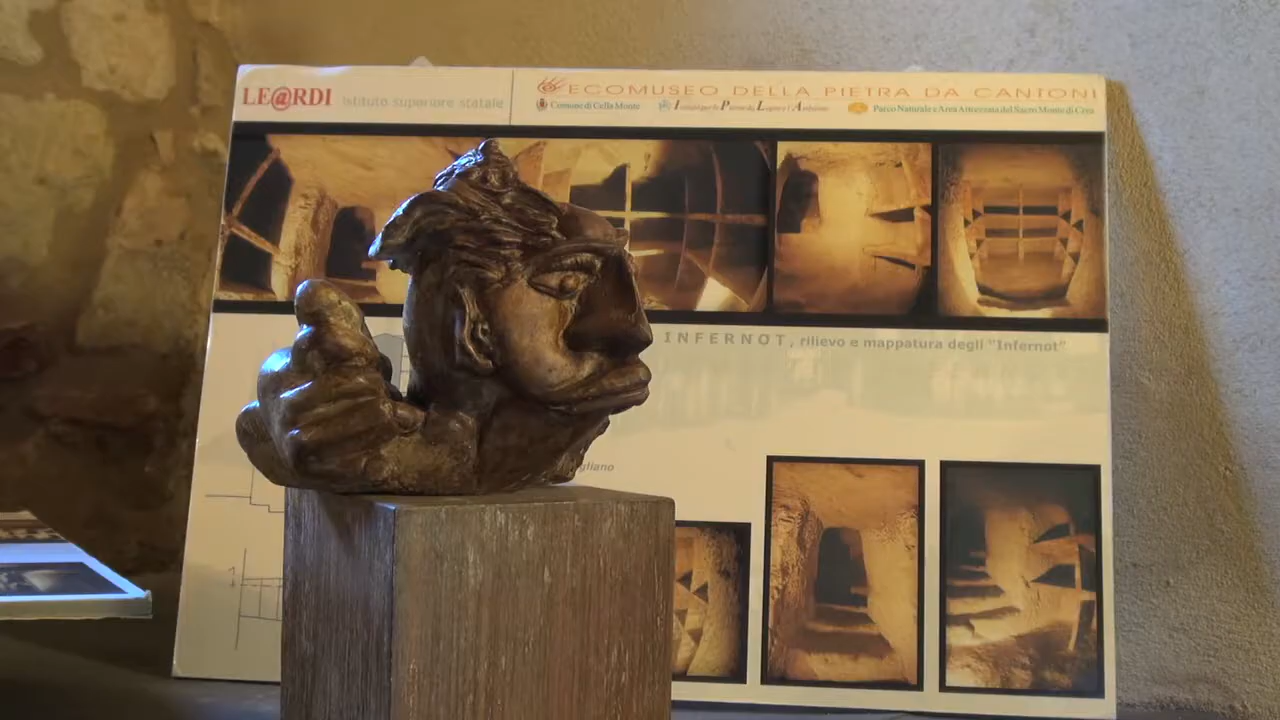 LE@RDI Istituto superiore statale
ECOMUSEO DELLA PIETRA DA CANTONI
Comune di Cella Monte
Parco Naturale e Area Attrezzata del Sacro Monte di Crea
INFERNOT, rilievo e mappatura degli "Infernot"
gliano